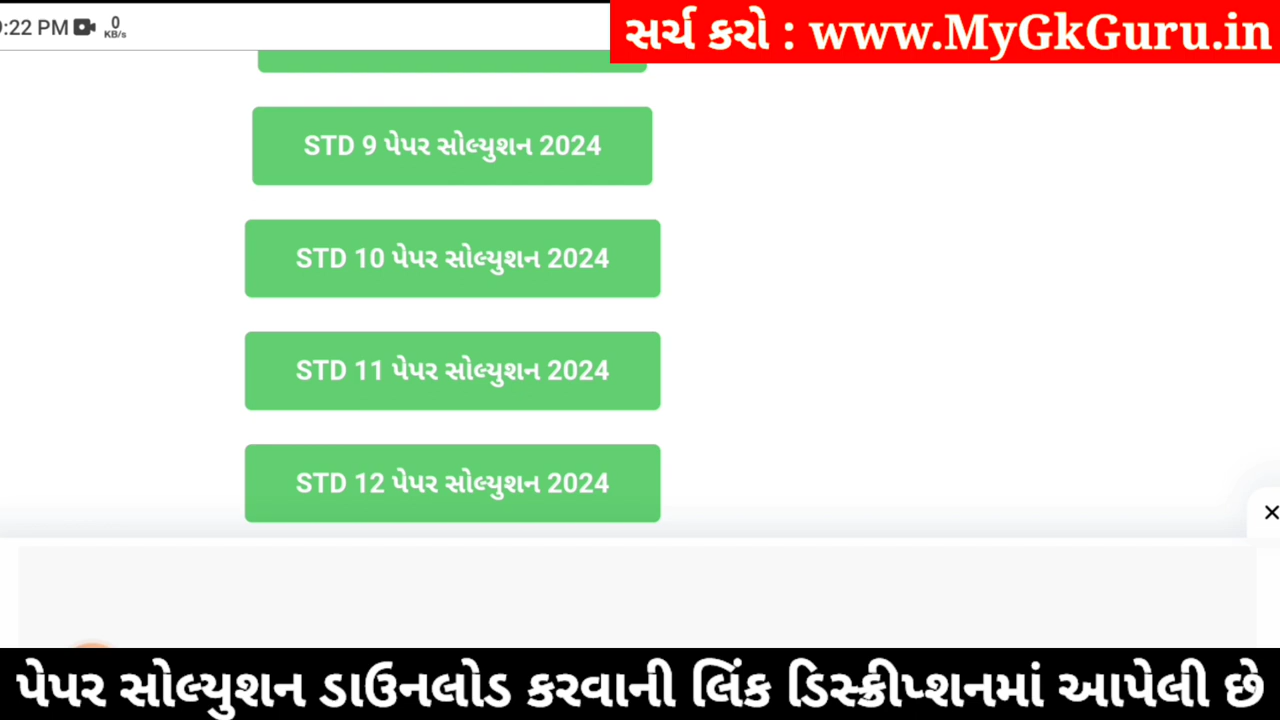 :22 PM 0 KB/s
સર્ચ કરો : www.MyGkGuru.in
STD 9 પેપર સોલ્યુશન 2024
STD 10 પેપર સોલ્યુશન 2024
STD 11 પેપર સોલ્યુશન 2024
STD 12 પેપર સોલ્યુશન 2024
પેપર સોલ્યુશન ડાઉનલોડ કરવાની લિંક ડિસ્ક્રીપ્શનમાં આપેલી છે